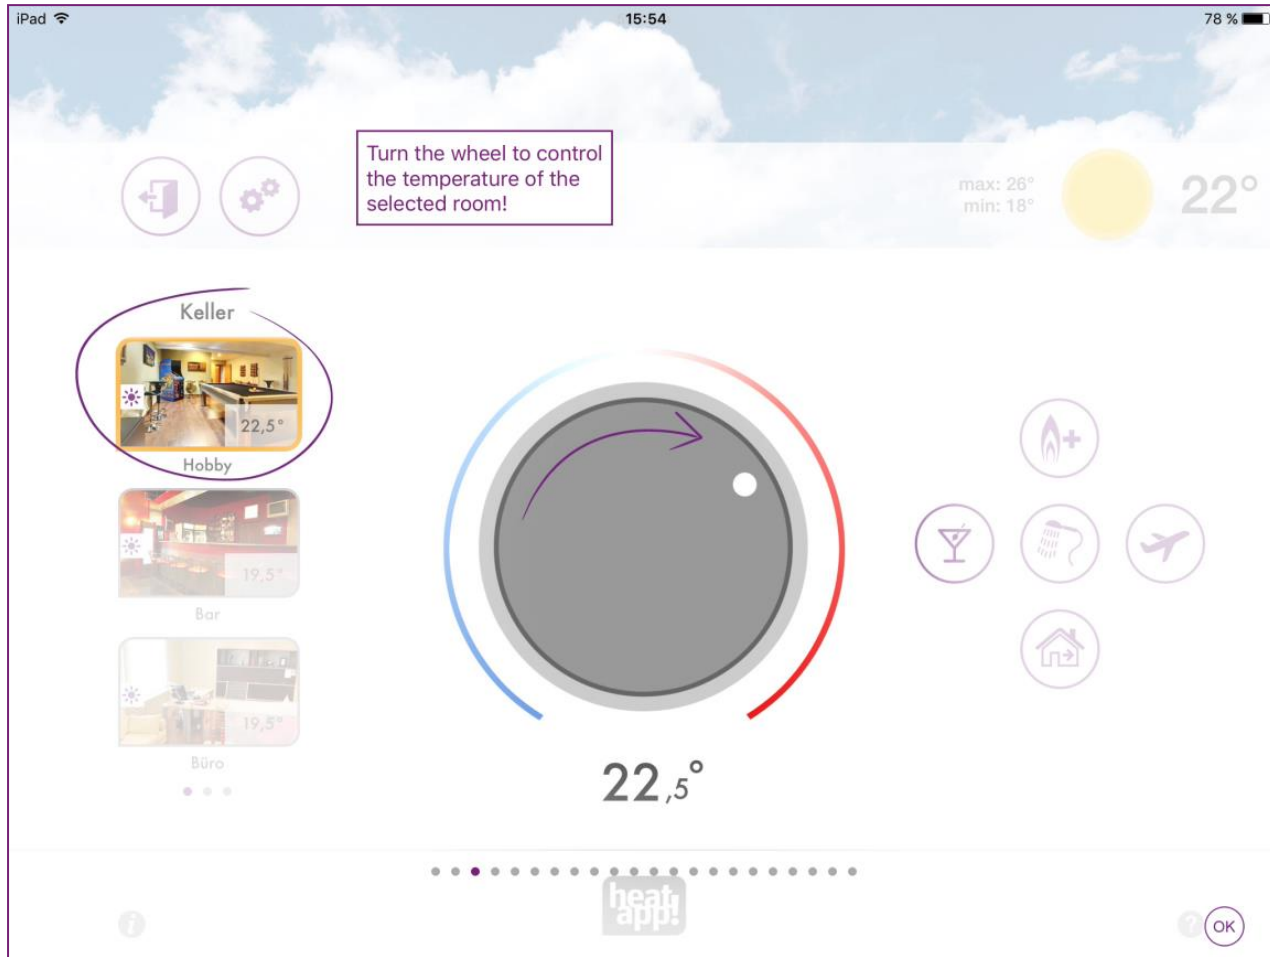 iPad
15:54
78 %
Turn the wheel to control
the temperature of the
selected room!
max: 26°
min: 18°
22°
Keller
22,5°
Hobby
19,5°
Bar
19,5°
Büro
22,5°
heat
app!
i
?
OK